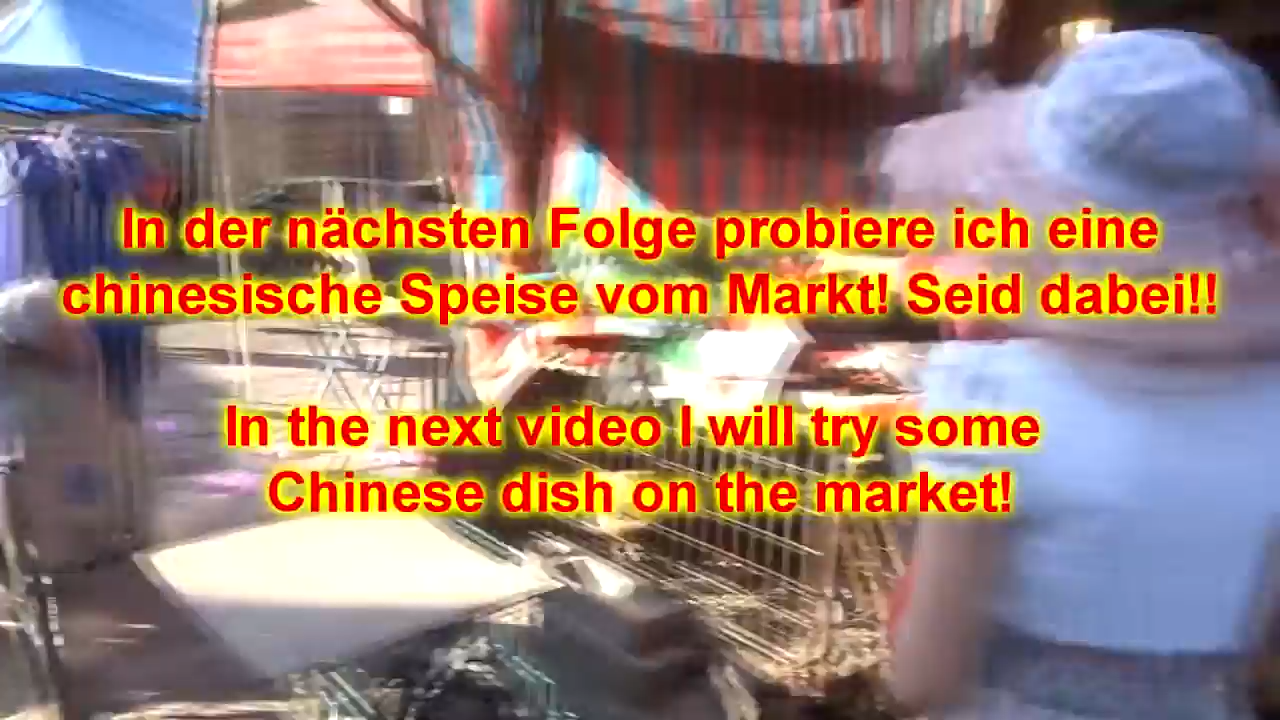 In der nächsten Folge probiere ich eine
chinesische Speise vom Markt! Seid dabei!!
In the next video I will try some
Chinese dish on the market!